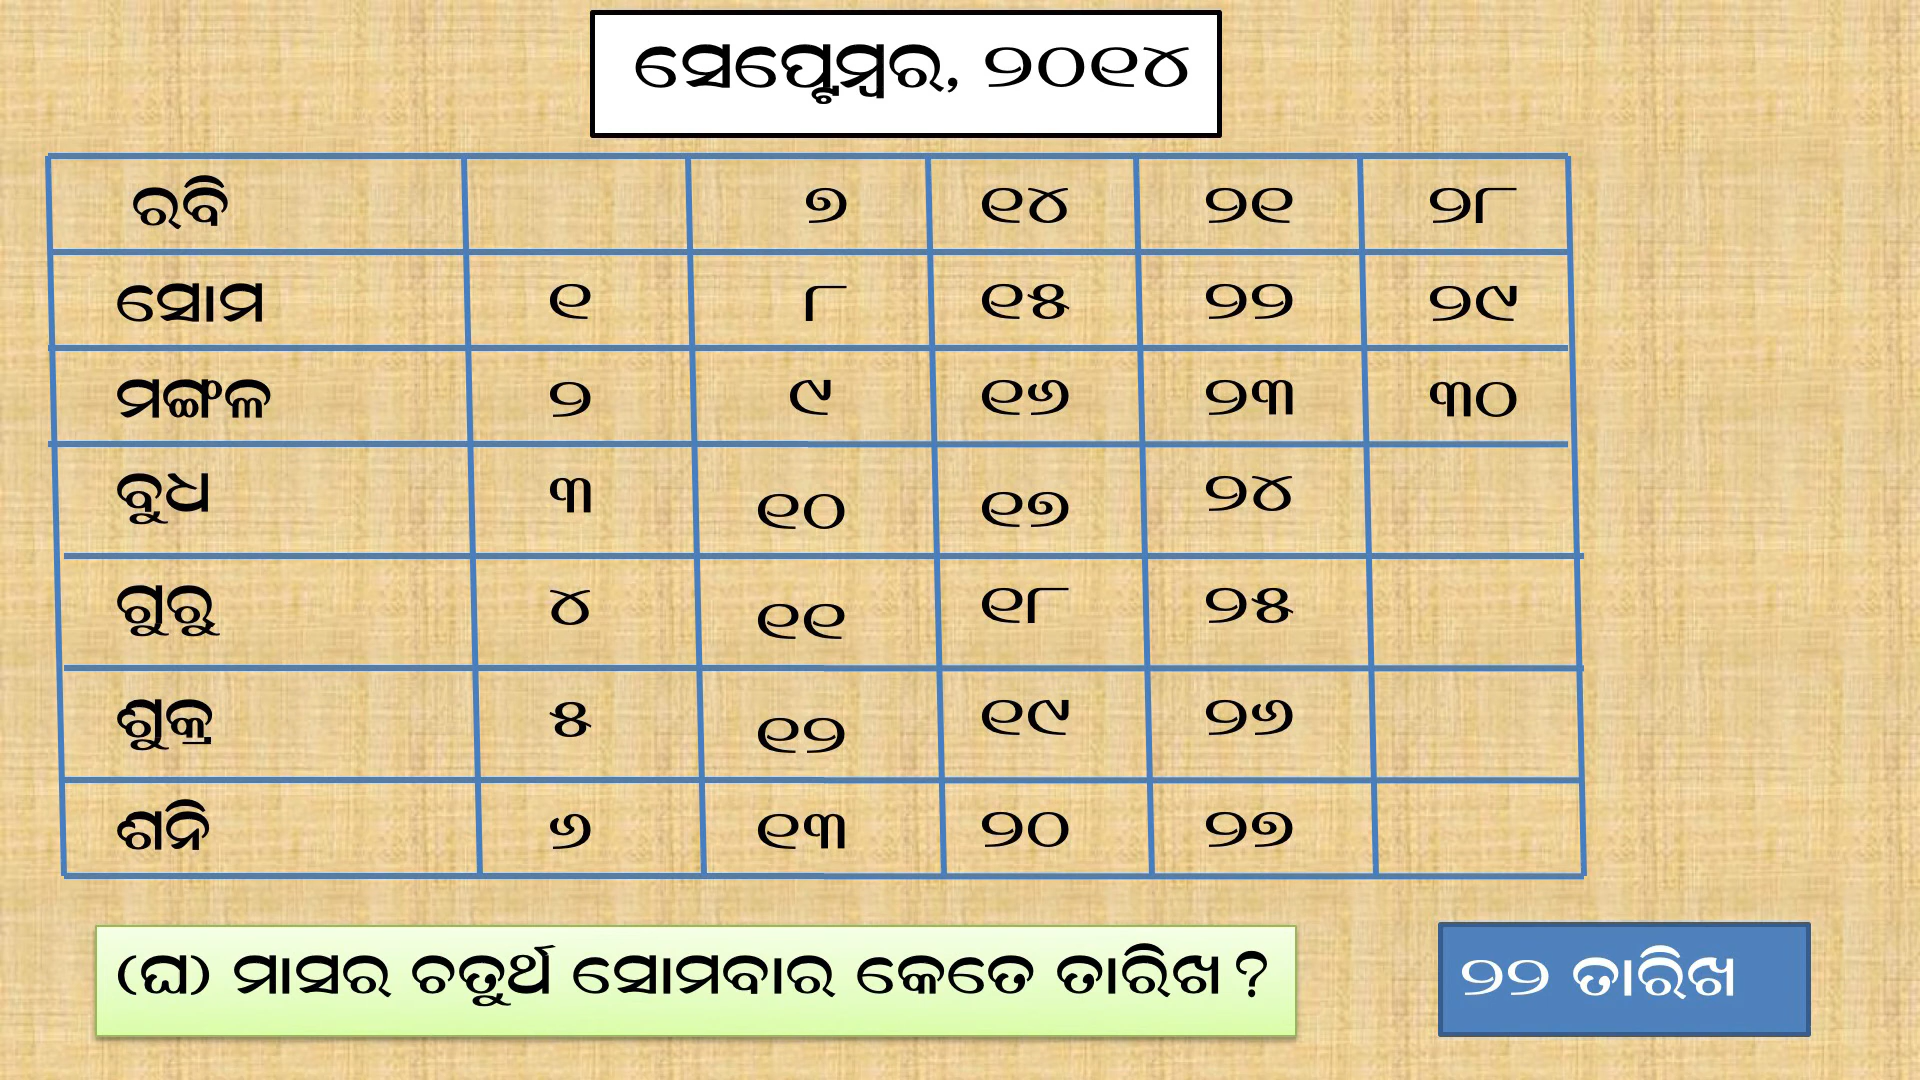 ସେପ୍ଟେମ୍ବର, ୨୦୧୪
ରବି ୭ ୧୪ ୨୧ ୨୮
ସୋମ ୧ ୮ ୧୫ ୨୨ ୨୯
ମଙ୍ଗଳ ୨ ୯ ୧୬ ୨୩ ୩୦
ବୁଧ ୩ ୧୦ ୧୭ ୨୪
ଗୁରୁ ୪ ୧୧ ୧୮ ୨୫
ଶୁକ୍ର ୫ ୧୨ ୧୯ ୨୬
ଶନି ୬ ୧୩ ୨୦ ୨୭
(ଘ) ମାସର ଚତୁର୍ଥ ସୋମବାର କେତେ ତାରିଖ ?
୨୨ ତାରିଖ